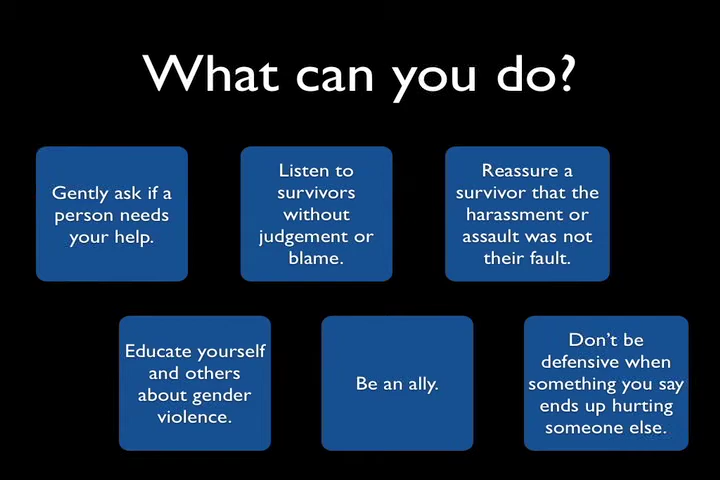 What can you do?
Gently ask if a
person needs
your help.
Listen to
survivors
without
judgement or
blame.
Reassure a
survivor that the
harassment or
assault was not
their fault.
Educate yourself
and others
about gender
violence.
Be an ally.
Don’t be
defensive when
something you say
ends up hurting
someone else.